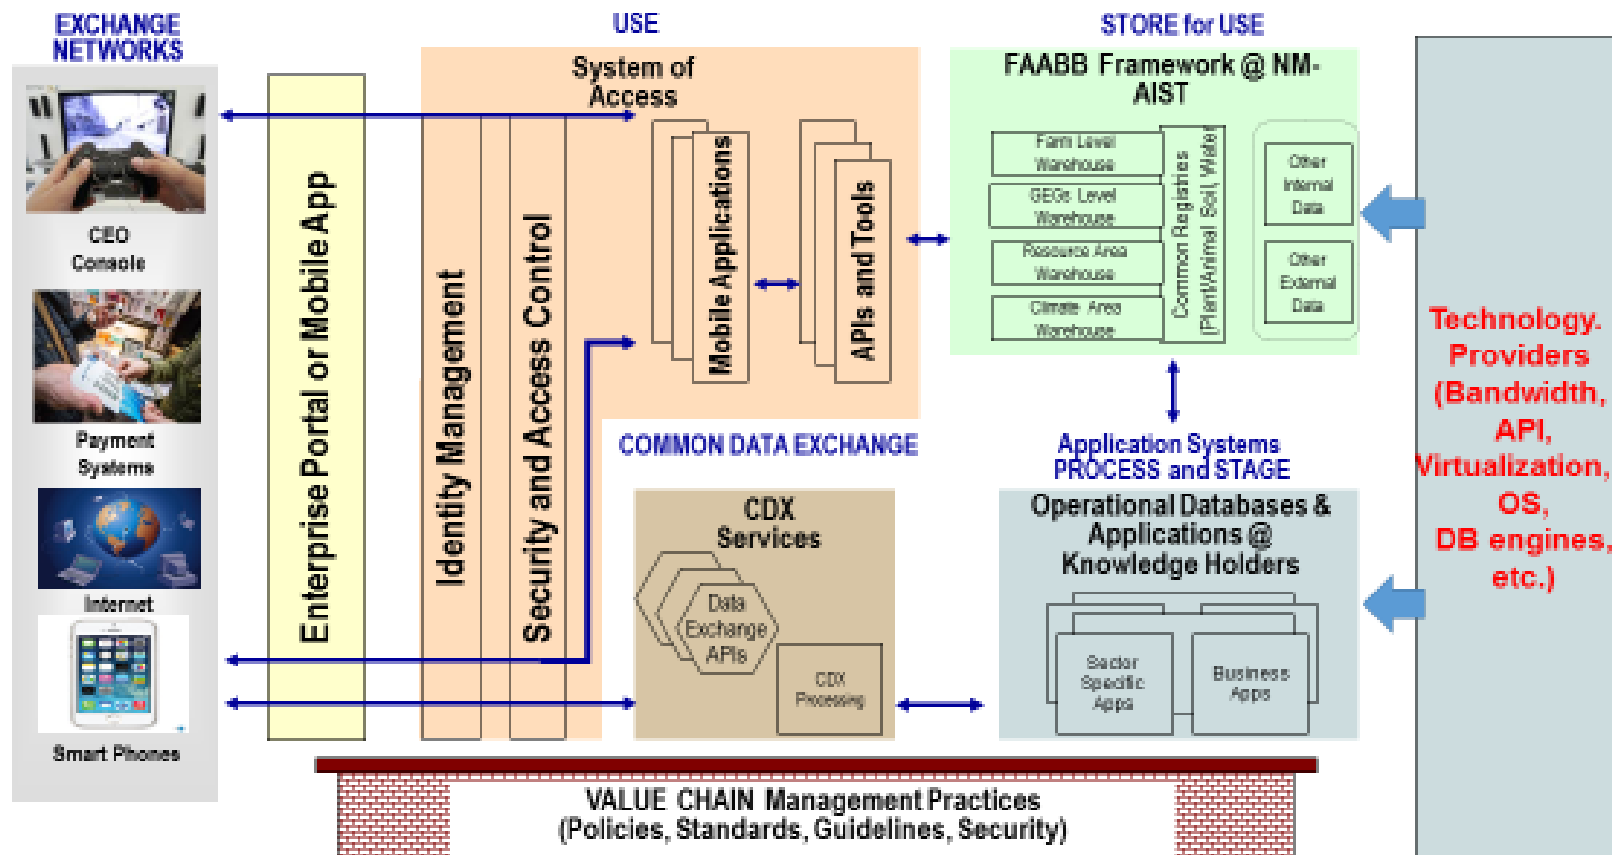 EXCHANGE
NETWORKS
CEO
Console
Payment
Systems
Internet
Smart Phones
Enterprise Portal or Mobile App
USE
System of
Access
Identity Management
Security and Access Control
Mobile Applications
APIs and Tools
STORE for USE
FAABB Framework @ NM-
AIST
Farm Level
Warehouse
GEGs Level
Warehouse
Resource Area
Warehouse
Climate Area
Warehouse
Common Registries
[Plant/Animal Soil, Water
Other
Internal
Data
Other
External
Data
COMMON DATA EXCHANGE
CDX
Services
Data
Exchange
APIs
CDX
Processing
Application Systems
PROCESS and STAGE
Operational Databases &
Applications @
Knowledge Holders
Sector
Specific
Apps
Business
Apps
Technology.
Providers
(Bandwidth,
API,
Virtualization,
OS,
DB engines,
etc.)
VALUE CHAIN Management Practices
(Policies, Standards, Guidelines, Security)